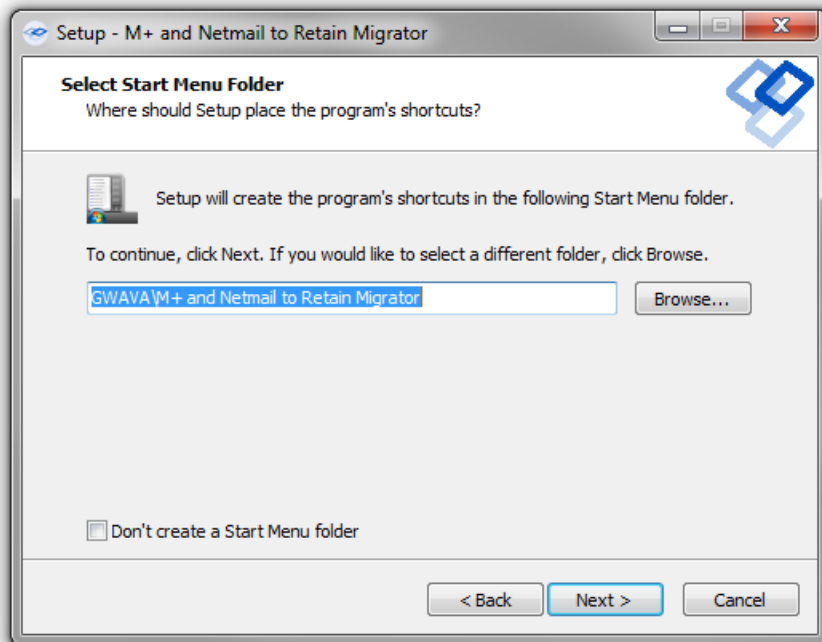 Setup - M+ and Netmail to Retain Migrator
Select Start Menu Folder
Where should Setup place the program's shortcuts?
Setup will create the program's shortcuts in the following Start Menu folder.
To continue, click Next. If you would like to select a different folder, click Browse.
GWAVA\M+ and Netmail to Retain Migrator
Browse...
Don't create a Start Menu folder
< Back
Next >
Cancel